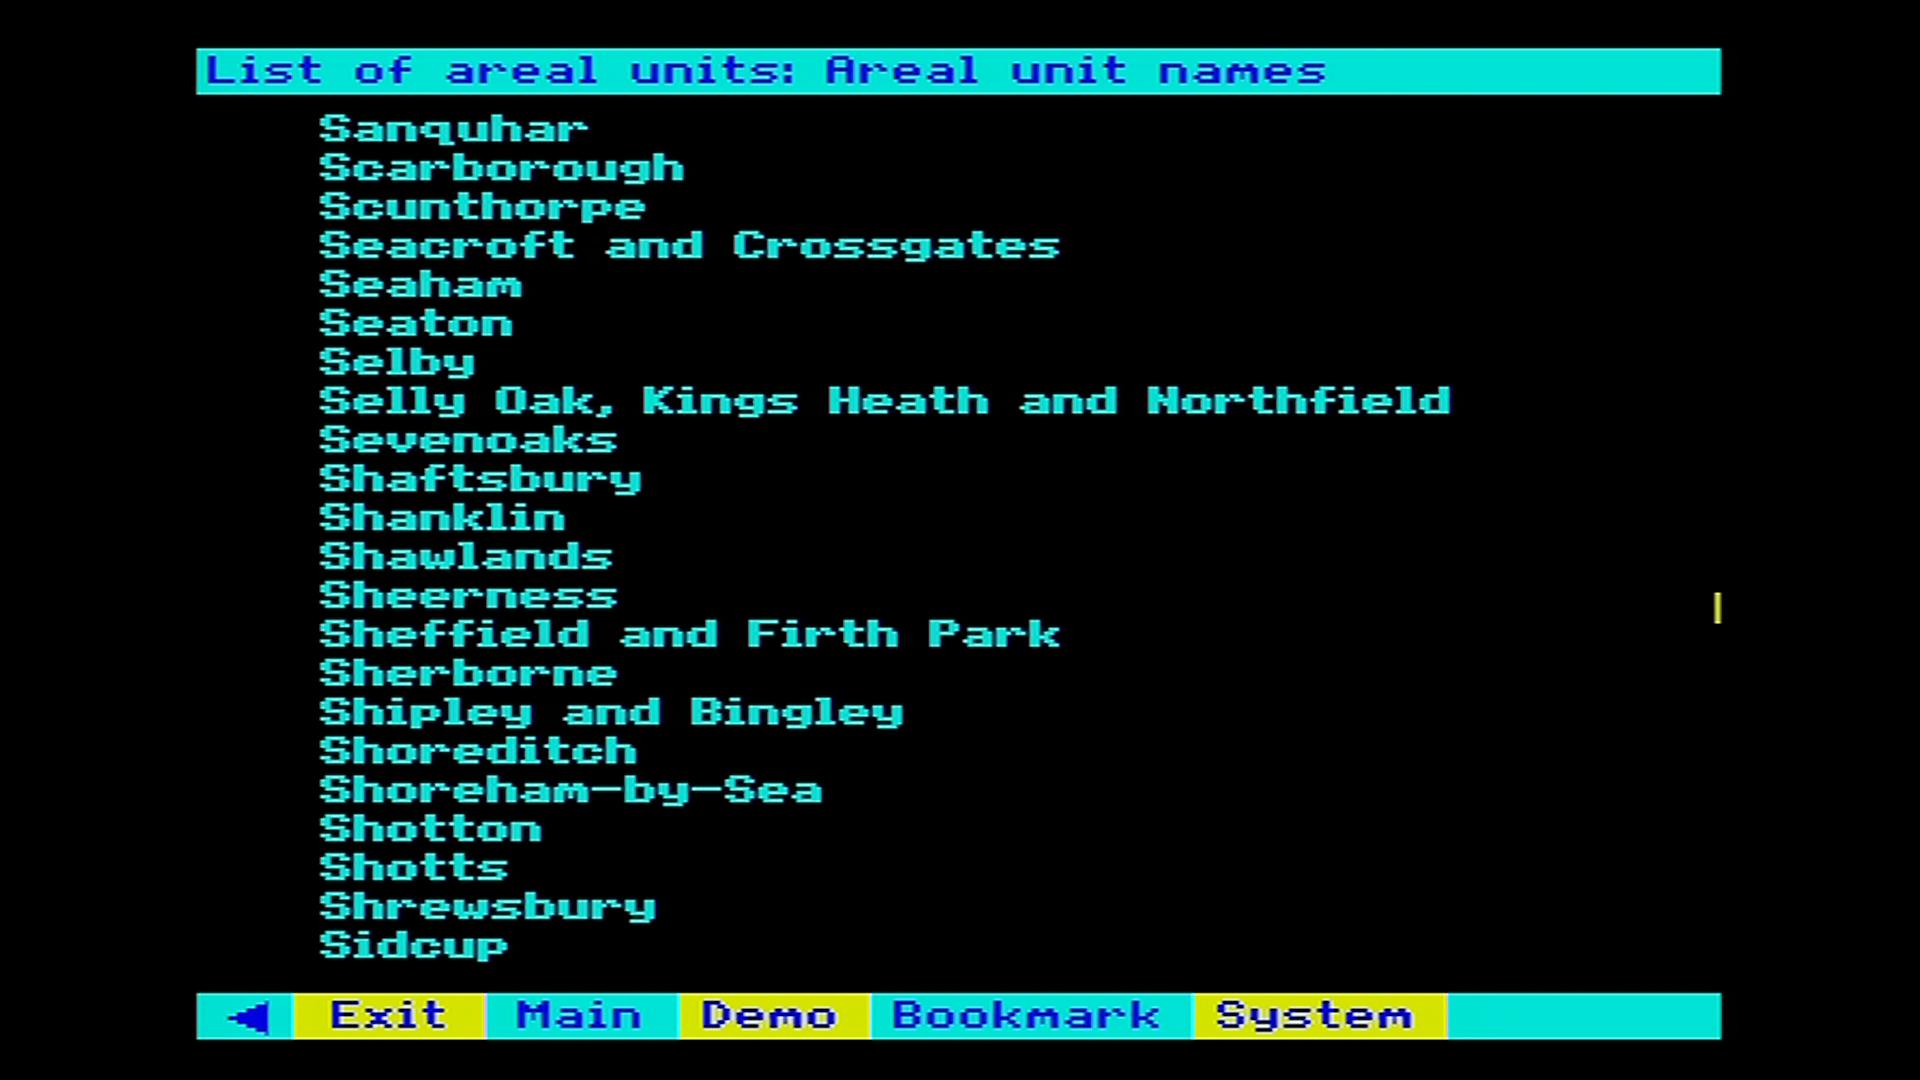 List of areal units: Areal unit names
Sanquhar
Scarborough
Scunthorpe
Seacroft and Crossgates
Seaham
Seaton
Selby
Selly Oak, Kings Heath and Northfield
Sevenoaks
Shaftsbury
Shanklin
Shawlands
Sheerness
Sheffield and Firth Park
Sherborne
Shipley and Bingley
Shoreditch
Shoreham-by-Sea
Shotton
Shotts
Shrewsbury
Sidcup
Exit Main Demo Bookmark System